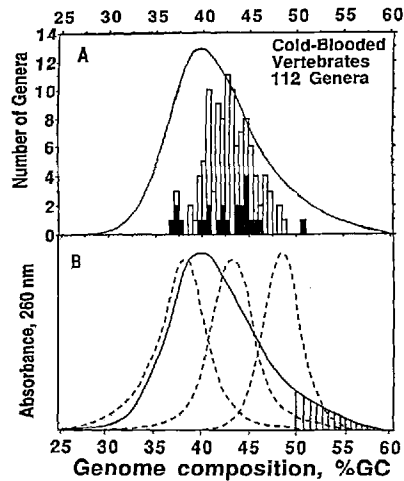 25 30 35 40 45 50 55 60
A
Cold-Blooded
Vertebrates
112 Genera
Number of Genera
14
12
10
8
6
4
2
0
B
Absorbance, 260 nm
25 30 35 40 45 50 55 60
Genome composition, %GC